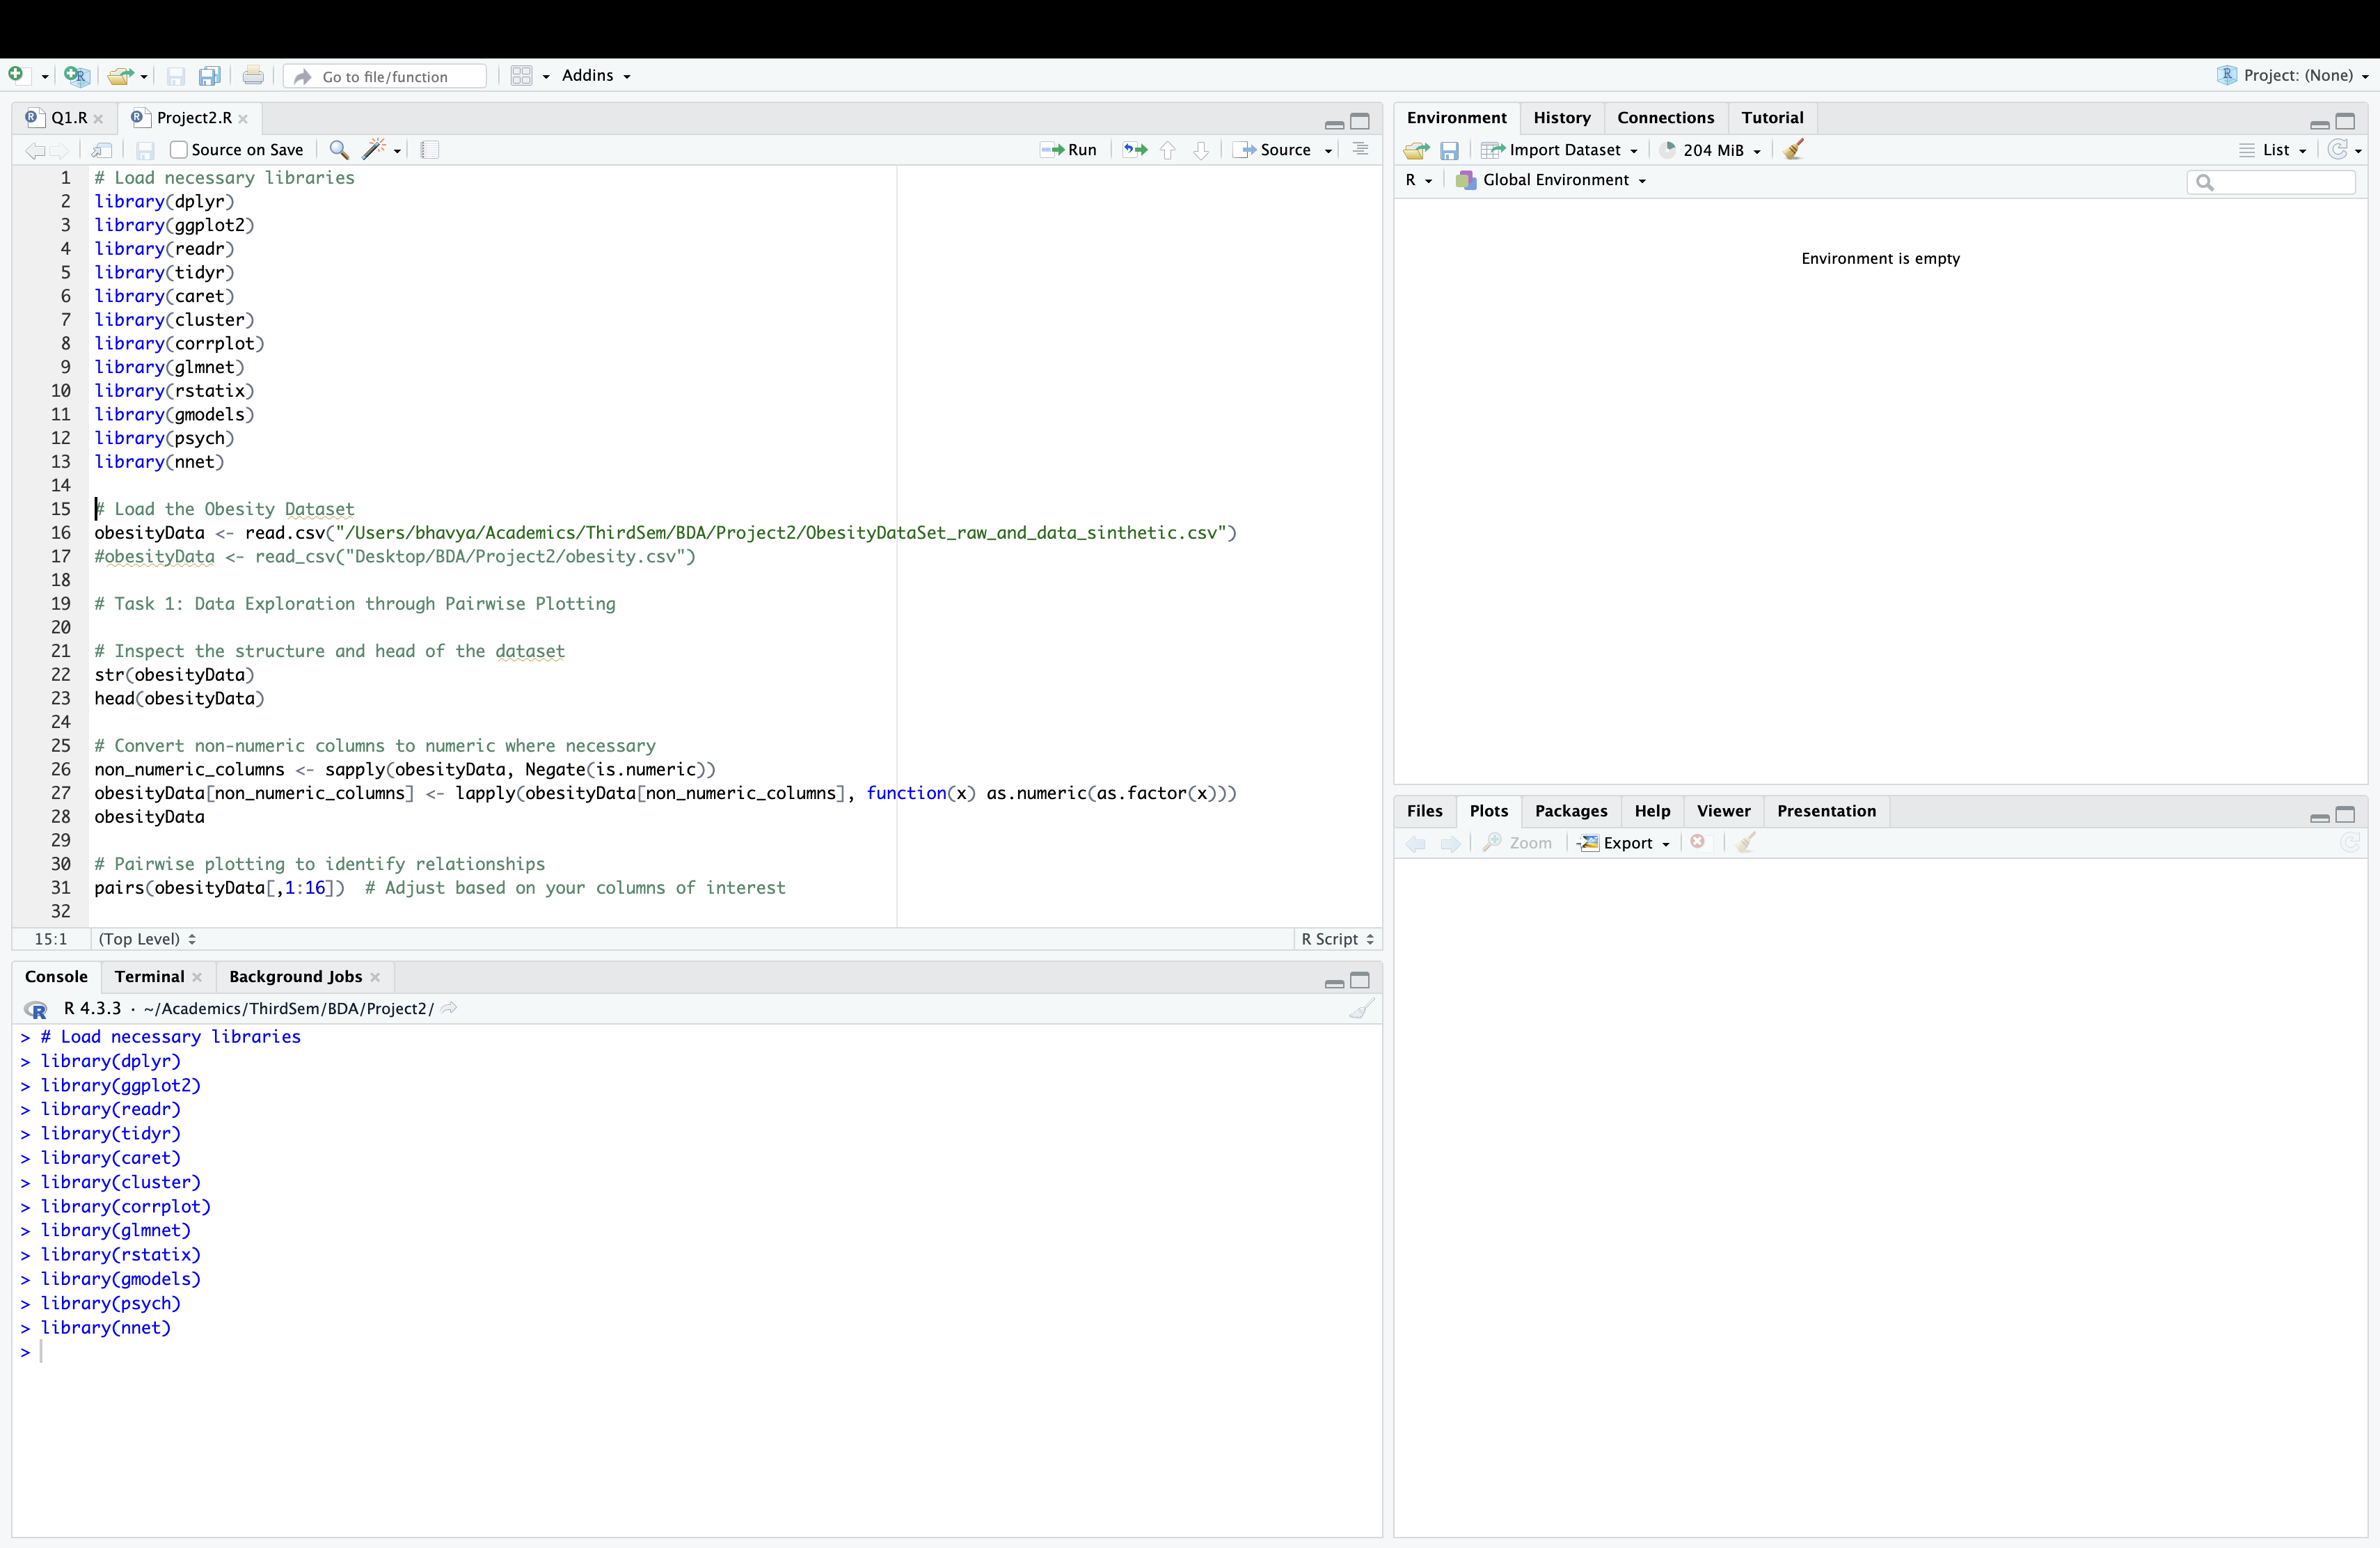 Go to file/function
Addins
Project: (None)
Q1.R
Project2.R
Source on Save
Run
Source
1 # Load necessary libraries
2 library(dplyr)
3 library(ggplot2)
4 library(readr)
5 library(tidyr)
6 library(caret)
7 library(cluster)
8 library(corrplot)
9 library(glmnet)
10 library(rstatix)
11 library(gmodels)
12 library(psych)
13 library(nnet)
14
15 # Load the Obesity Dataset
16 obesityData <- read.csv("/Users/bhavya/Academics/ThirdSem/BDA/Project2/ObesityDataSet_raw_and_data_sinthetic.csv")
17 #obesityData <- read_csv("Desktop/BDA/Project2/obesity.csv")
18
19 # Task 1: Data Exploration through Pairwise Plotting
20
21 # Inspect the structure and head of the dataset
22 str(obesityData)
23 head(obesityData)
24
25 # Convert non-numeric columns to numeric where necessary
26 non_numeric_columns <- sapply(obesityData, Negate(is.numeric))
27 obesityData[non_numeric_columns] <- lapply(obesityData[non_numeric_columns], function(x) as.numeric(as.factor(x)))
28 obesityData
29
30 # Pairwise plotting to identify relationships
31 pairs(obesityData[,1:16])  # Adjust based on your columns of interest
32
15:1 (Top Level) R Script
Console Terminal Background Jobs
R 4.3.3 · ~/Academics/ThirdSem/BDA/Project2/
> # Load necessary libraries
> library(dplyr)
> library(ggplot2)
> library(readr)
> library(tidyr)
> library(caret)
> library(cluster)
> library(corrplot)
> library(glmnet)
> library(rstatix)
> library(gmodels)
> library(psych)
> library(nnet)
>
Environment History Connections Tutorial
Import Dataset 204 MiB List
R Global Environment
Environment is empty
Files Plots Packages Help Viewer Presentation
Zoom Export